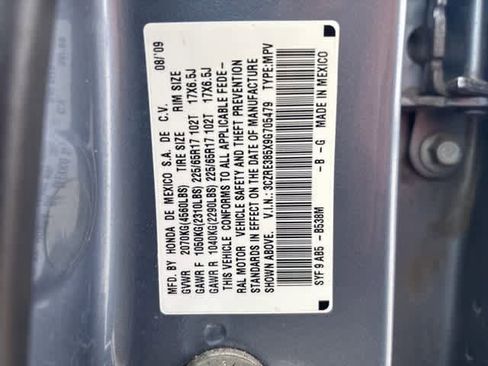 MFD. BY HONDA DE MEXICO S.A. DE C.V. 08/'09
TIRE SIZE RIM SIZE
GVWR 2070KG(4560LBS)
GAWR F 1050KG(2310LBS) 225/65R17 102T 17X6.5J
GAWR R 1040KG(2290LBS) 225/65R17 102T 17X6.5J
THIS VEHICLE CONFORMS TO ALL APPLICABLE FEDE-
RAL MOTOR VEHICLE SAFETY AND THEFT PREVENTION
STANDARDS IN EFFECT ON THE DATE OF MANUFACTURE
SHOWN ABOVE. V.I.N.: 3CZRE385X9G705479 TYPE:MPV
SYF9AB5 -B538M -B -G MADE IN MEXICO